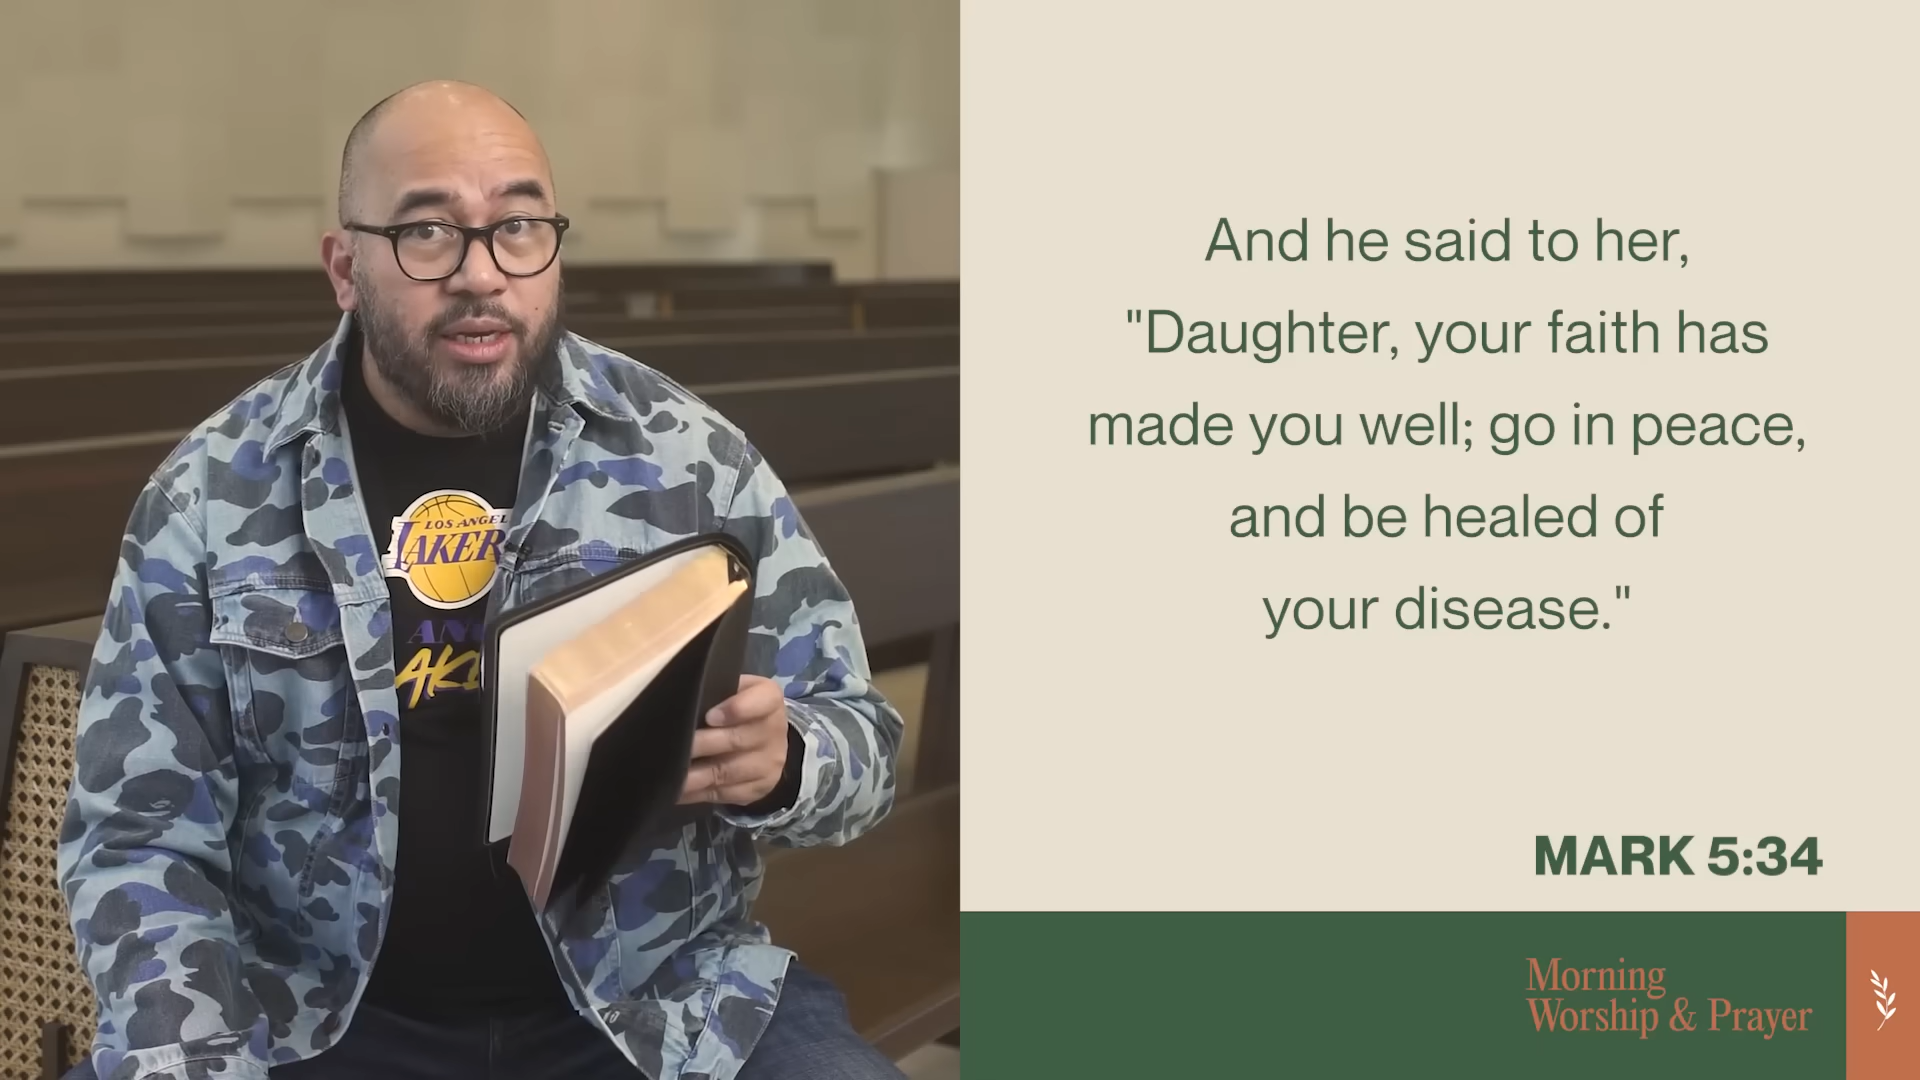 LOS ANGEL
LAKER
And he said to her,
"Daughter, your faith has
made you well; go in peace,
and be healed of
your disease."
MARK 5:34
Morning
Worship & Prayer